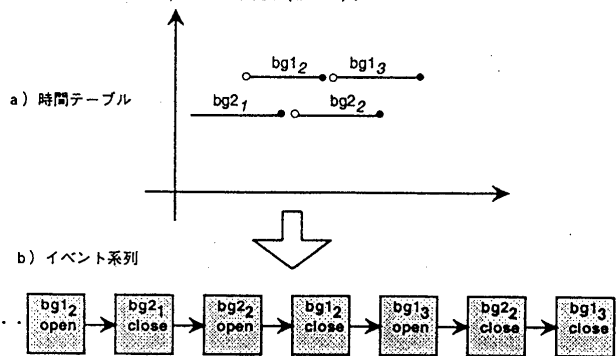 bg1₂ bg1₃
a) 時間テーブル
bg2₁ bg2₂
b) イベント系列
bg1₂ open
bg2₁ close
bg2₂ open
bg1₂ close
bg1₃ open
bg2₂ close
bg1₃ close